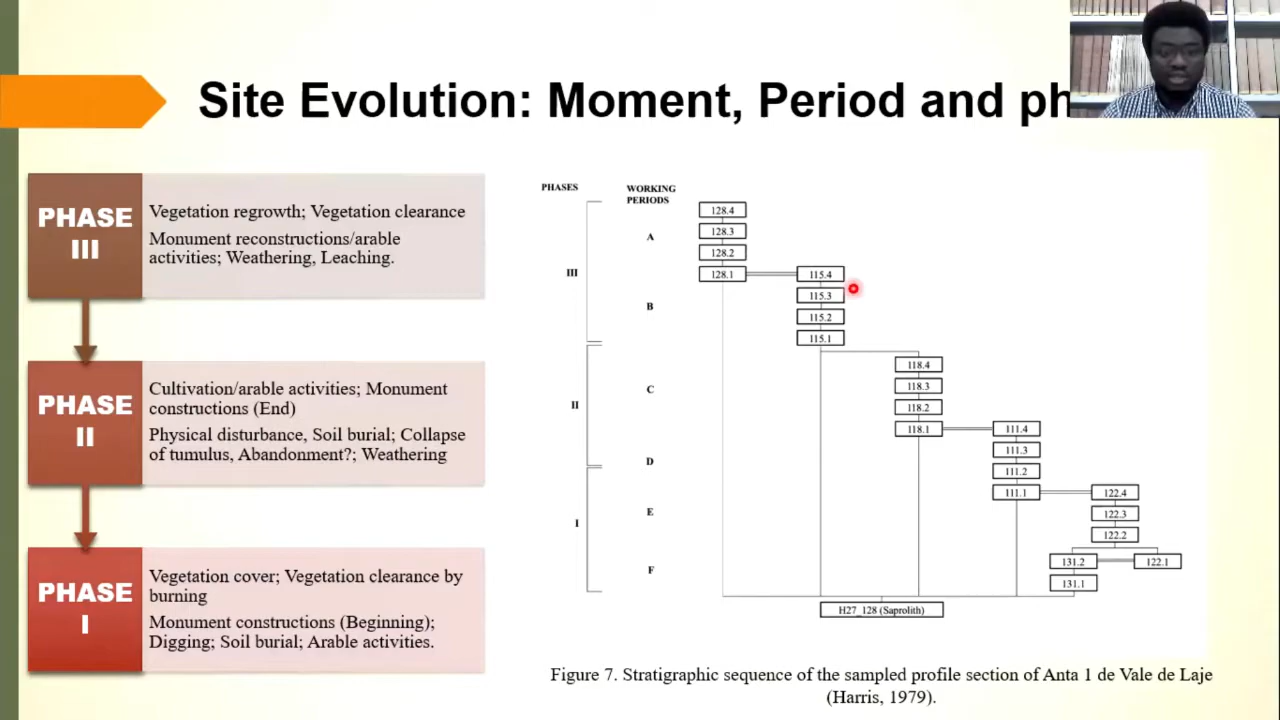 Site Evolution: Moment, Period and ph
PHASE
III
Vegetation regrowth; Vegetation clearance
Monument reconstructions/arable
activities; Weathering, Leaching.
PHASE
II
Cultivation/arable activities; Monument
constructions (End)
Physical disturbance, Soil burial; Collapse
of tumulus, Abandonment?; Weathering
PHASE
I
Vegetation cover; Vegetation clearance by
burning
Monument constructions (Beginning);
Digging; Soil burial; Arable activities.
PHASES
WORKING
PERIODS
128.4
128.3
A
128.2
III
128.1
115.4
115.3
B
115.2
115.1
118.4
C
118.3
II
118.2
118.1
111.4
111.3
D
111.2
111.1
122.4
E
122.3
I
122.2
F
131.2
122.1
131.1
H27_128 (Saprolith)
Figure 7. Stratigraphic sequence of the sampled profile section of Anta 1 de Vale de Laje
(Harris, 1979).